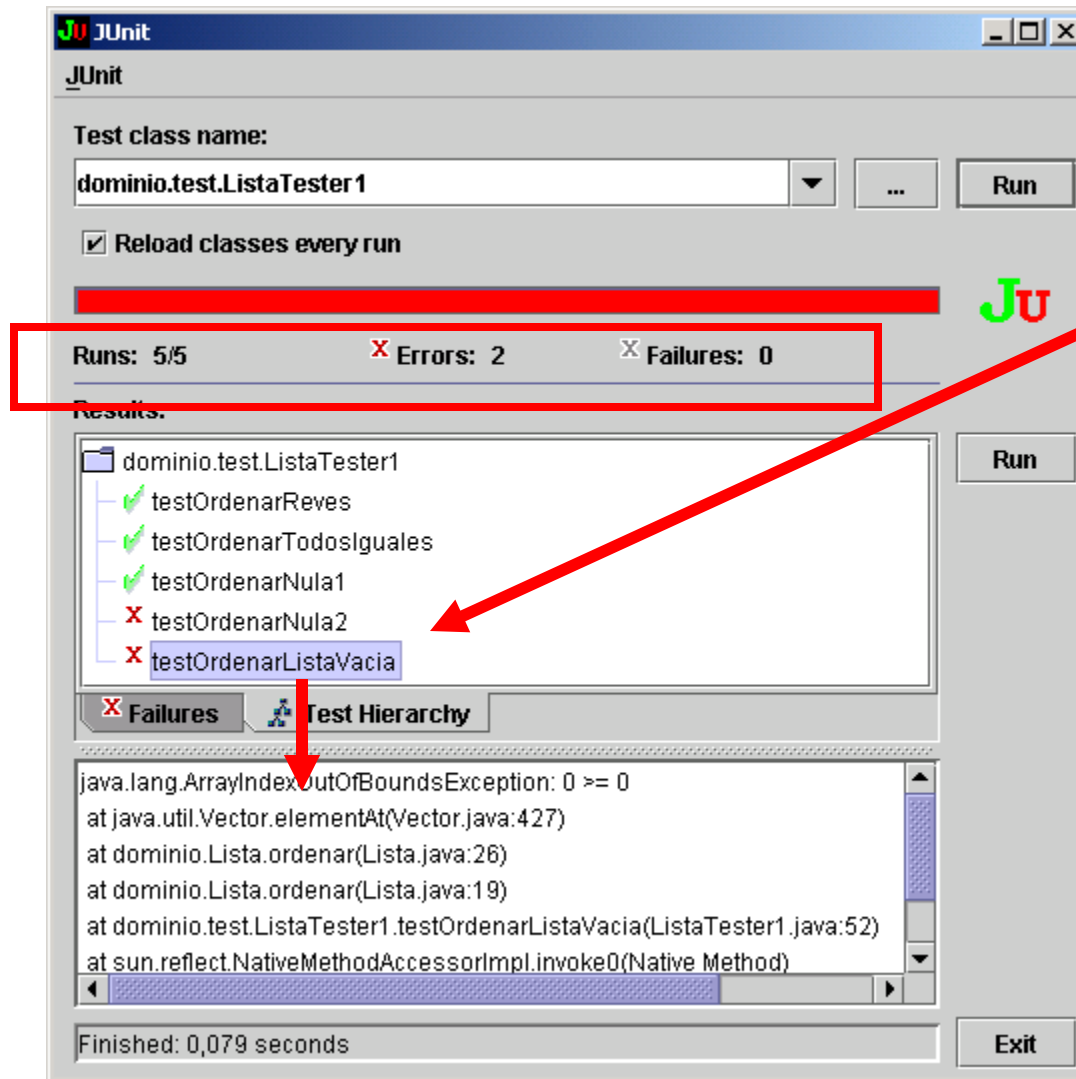 JU JUnit
JUnit
Test class name:
dominio.test.ListaTester1 ... Run
Reload classes every run
JU
Runs: 5/5 X Errors: 2 X Failures: 0
Results:
dominio.test.ListaTester1 Run
testOrdenarReves
testOrdenarTodosIguales
testOrdenarNula1
X testOrdenarNula2
X testOrdenarListaVacia
X Failures Test Hierarchy
java.lang.ArrayIndexOutOfBoundsException: 0 >= 0
at java.util.Vector.elementAt(Vector.java:427)
at dominio.Lista.ordenar(Lista.java:26)
at dominio.Lista.ordenar(Lista.java:19)
at dominio.test.ListaTester1.testOrdenarListaVacia(ListaTester1.java:52)
at sun.reflect.NativeMethodAccessorImpl.invoke0(Native Method)
Finished: 0,079 seconds Exit